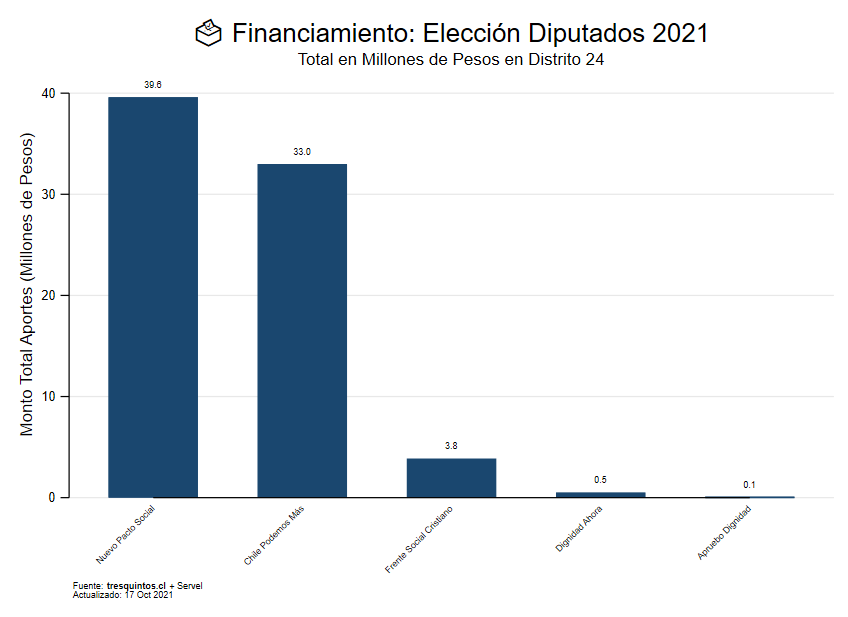 Financiamiento: Elección Diputados 2021
Total en Millones de Pesos en Distrito 24
Monto Total Aportes (Millones de Pesos)
40
30
20
10
0
39.6
33.0
3.8
0.5
0.1
Nuevo Pacto Social
Chile Podemos Más
Frente Social Cristiano
Dignidad Ahora
Apruebo Dignidad
Fuente: tresquintos.cl + Servel
Actualizado: 17 Oct 2021